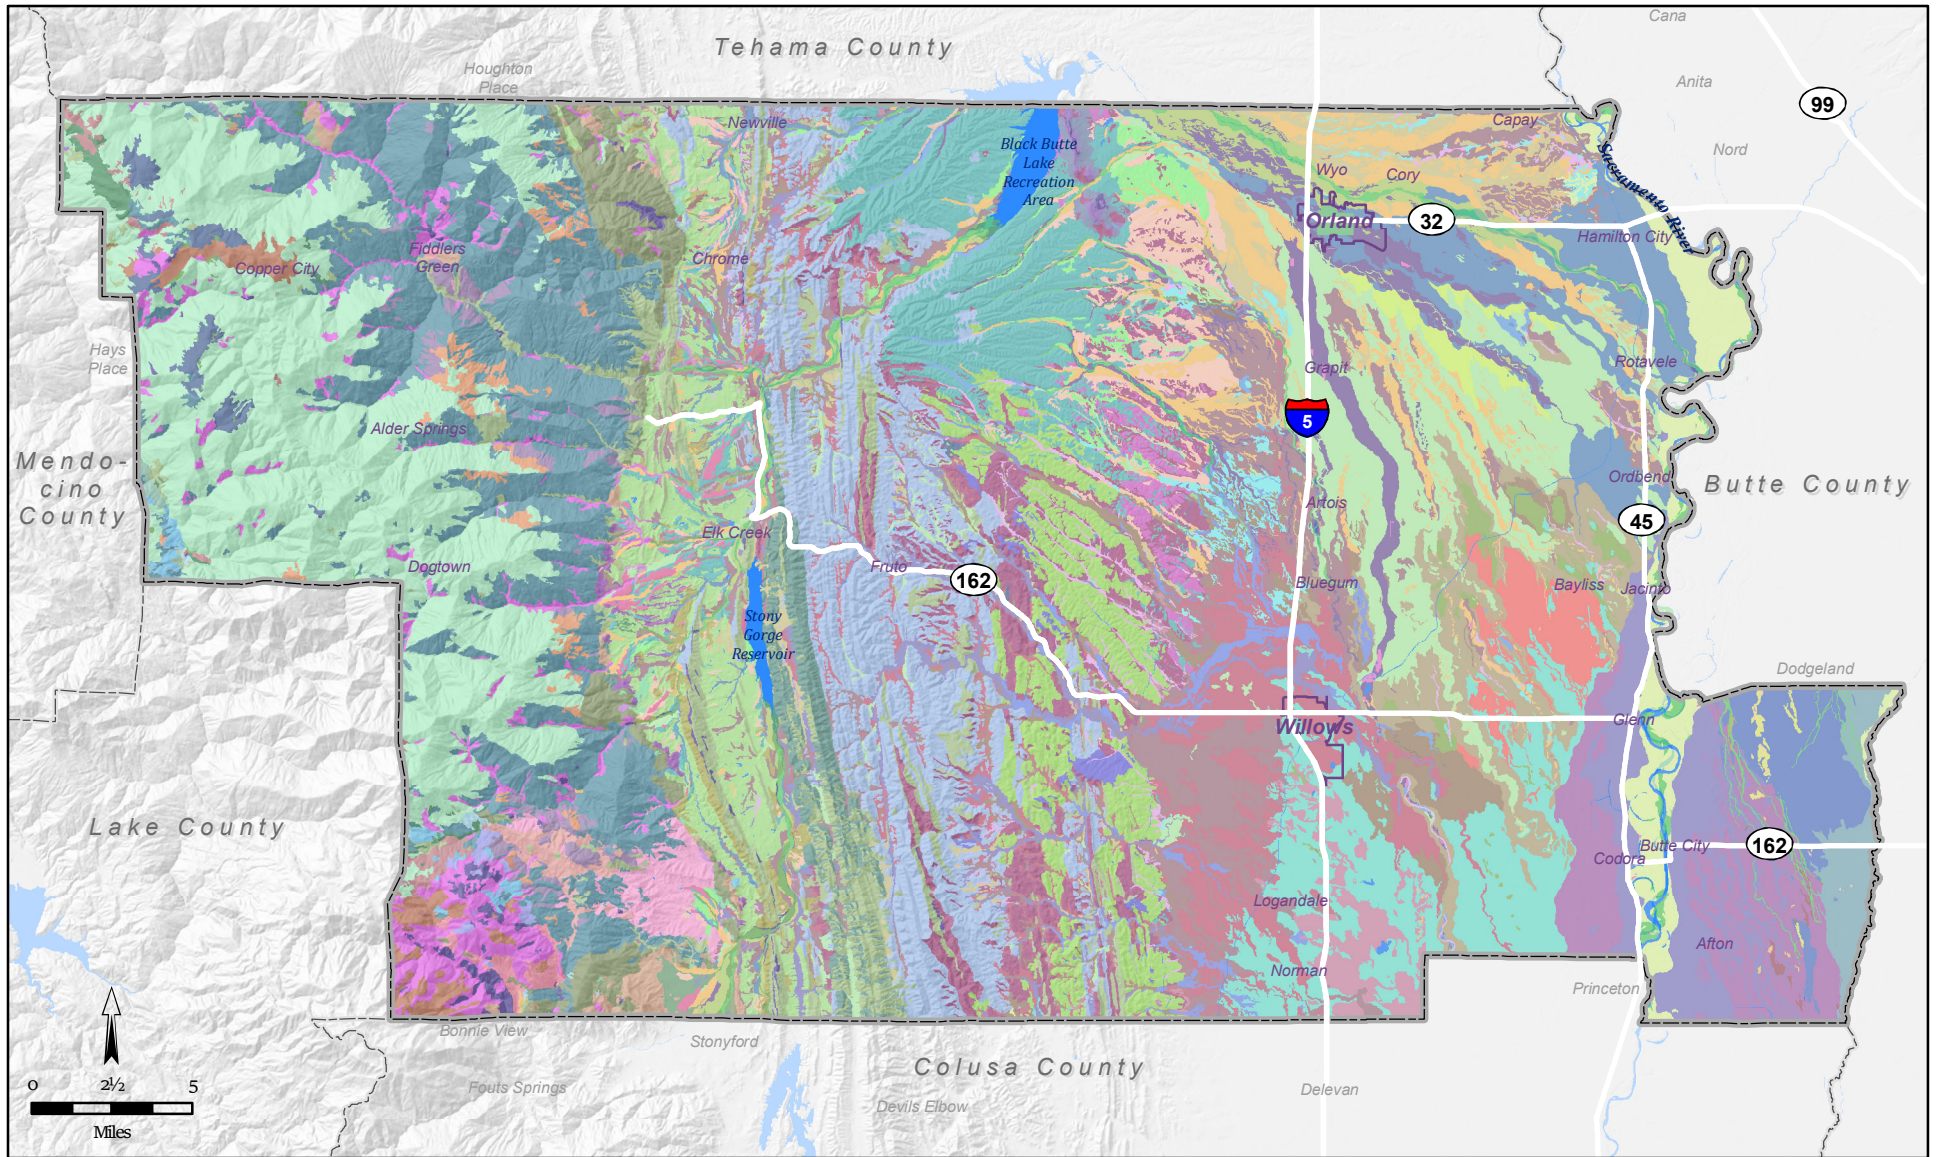 Cana
Tehama County
Houghton
Place
Anita
99
Newville
Capay
Black Butte
Lake
Recreation
Area
Nord
Sacramento River
Wyo
Cory
Orland
32
Hamilton City
Fiddlers
Green
Copper City
Chrome
Hays
Place
Rotavele
Grapit
5
Alder Springs
Mendo-
cino
County
Ordbend
Butte County
Artois
45
Elk Creek
Dogtown
Fruto
162
Bluegum
Bayliss
Jacinto
Stony
Gorge
Reservoir
Dodgeland
Glenn
Willows
Lake County
Butte City
162
Codora
Logandale
Afton
Norman
Princeton
Bonnie View
Stonyford
Colusa County
Fouts Springs
Delevan
Devils Elbow
0 2½ 5
Miles